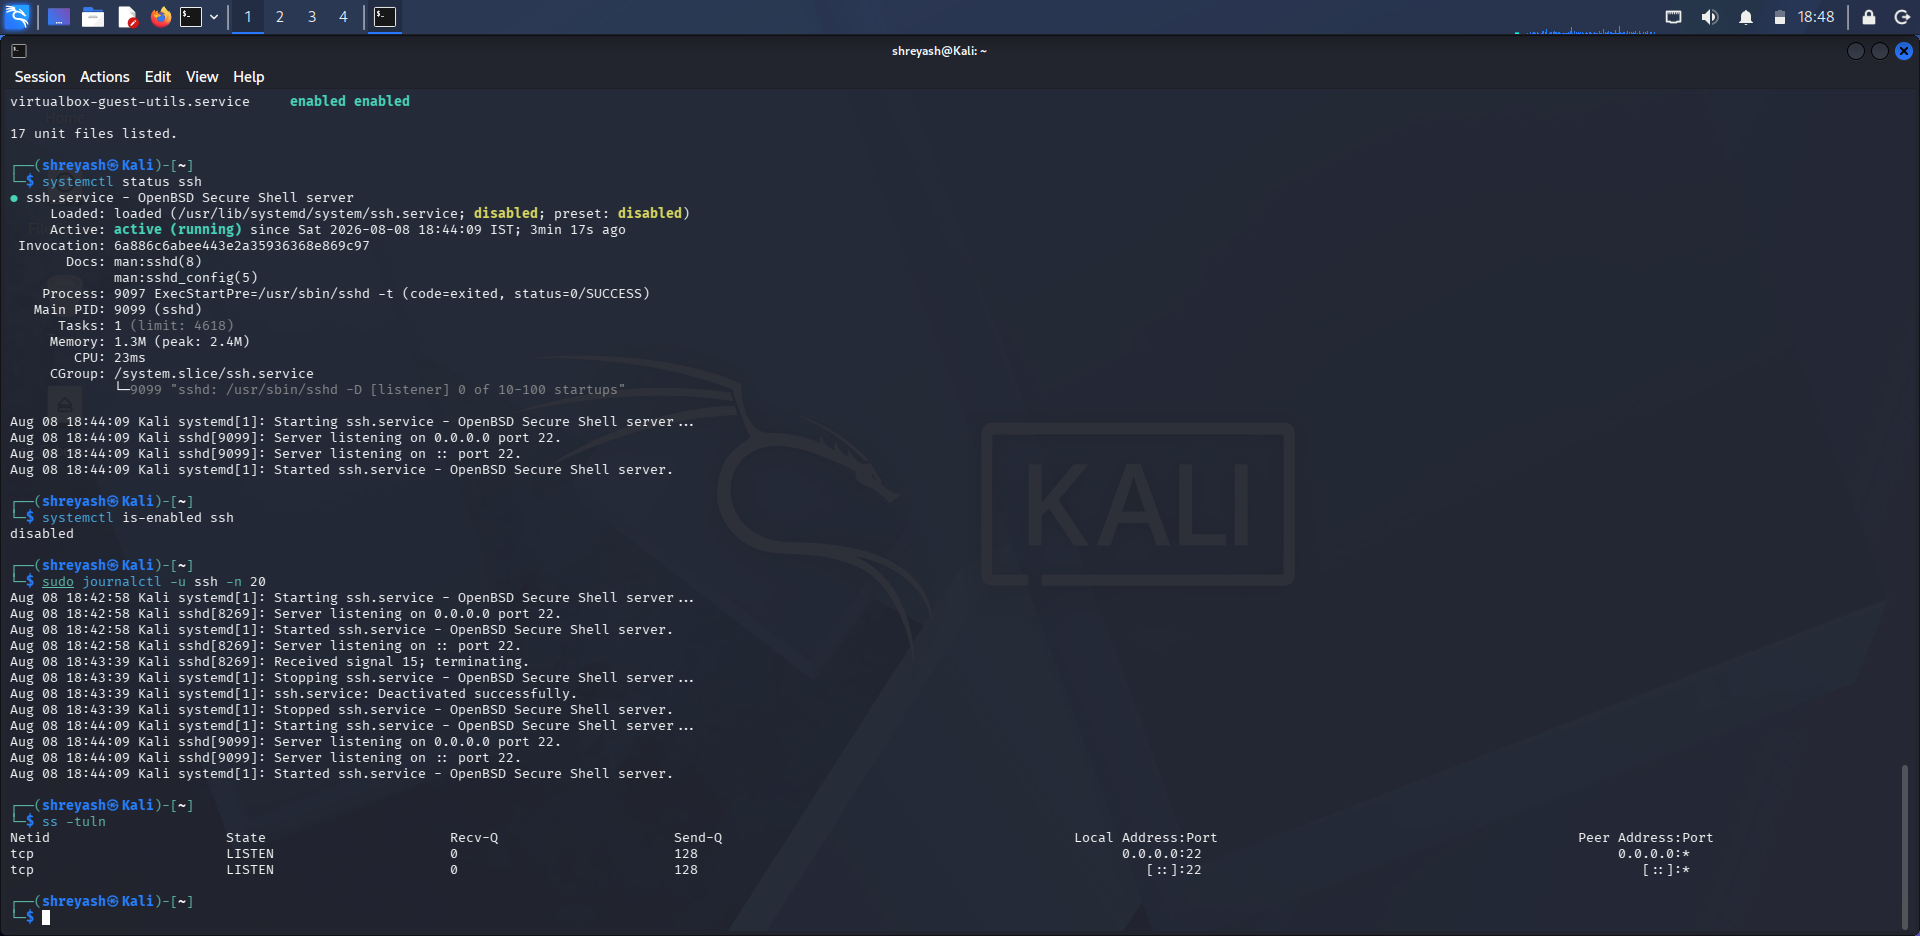 1 2 3 4 18:48
shreyash@Kali: ~
Session Actions Edit View Help
virtualbox-guest-utils.service enabled enabled
Home
17 unit files listed.
┌──(shreyash㉿Kali)-[~]
└─$ systemctl status ssh
● ssh.service - OpenBSD Secure Shell server
Loaded: loaded (/usr/lib/systemd/system/ssh.service; disabled; preset: disabled)
Active: active (running) since Sat 2026-08-08 18:44:09 IST; 3min 17s ago
Invocation: 6a886c6abee443e2a35936368e869c97
Docs: man:sshd(8)
man:sshd_config(5)
Process: 9097 ExecStartPre=/usr/sbin/sshd -t (code=exited, status=0/SUCCESS)
Main PID: 9099 (sshd)
Tasks: 1 (limit: 4618)
Memory: 1.3M (peak: 2.4M)
CPU: 23ms
CGroup: /system.slice/ssh.service
└─9099 "sshd: /usr/sbin/sshd -D [listener] 0 of 10-100 startups"
Aug 08 18:44:09 Kali systemd[1]: Starting ssh.service - OpenBSD Secure Shell server...
Aug 08 18:44:09 Kali sshd[9099]: Server listening on 0.0.0.0 port 22.
Aug 08 18:44:09 Kali sshd[9099]: Server listening on :: port 22.
Aug 08 18:44:09 Kali systemd[1]: Started ssh.service - OpenBSD Secure Shell server.
┌──(shreyash㉿Kali)-[~]
└─$ systemctl is-enabled ssh
disabled
┌──(shreyash㉿Kali)-[~]
└─$ sudo journalctl -u ssh -n 20
Aug 08 18:42:58 Kali systemd[1]: Starting ssh.service - OpenBSD Secure Shell server...
Aug 08 18:42:58 Kali sshd[8269]: Server listening on 0.0.0.0 port 22.
Aug 08 18:42:58 Kali systemd[1]: Started ssh.service - OpenBSD Secure Shell server.
Aug 08 18:42:58 Kali sshd[8269]: Server listening on :: port 22.
Aug 08 18:43:39 Kali sshd[8269]: Received signal 15; terminating.
Aug 08 18:43:39 Kali systemd[1]: Stopping ssh.service - OpenBSD Secure Shell server...
Aug 08 18:43:39 Kali systemd[1]: ssh.service: Deactivated successfully.
Aug 08 18:43:39 Kali systemd[1]: Stopped ssh.service - OpenBSD Secure Shell server.
Aug 08 18:44:09 Kali systemd[1]: Starting ssh.service - OpenBSD Secure Shell server...
Aug 08 18:44:09 Kali sshd[9099]: Server listening on 0.0.0.0 port 22.
Aug 08 18:44:09 Kali sshd[9099]: Server listening on :: port 22.
Aug 08 18:44:09 Kali systemd[1]: Started ssh.service - OpenBSD Secure Shell server.
┌──(shreyash㉿Kali)-[~]
└─$ ss -tuln
Netid State Recv-Q Send-Q Local Address:Port Peer Address:Port
tcp LISTEN 0 128 0.0.0.0:22 0.0.0.0:*
tcp LISTEN 0 128 [::]:22 [::]:*
┌──(shreyash㉿Kali)-[~]
└─$
KALI